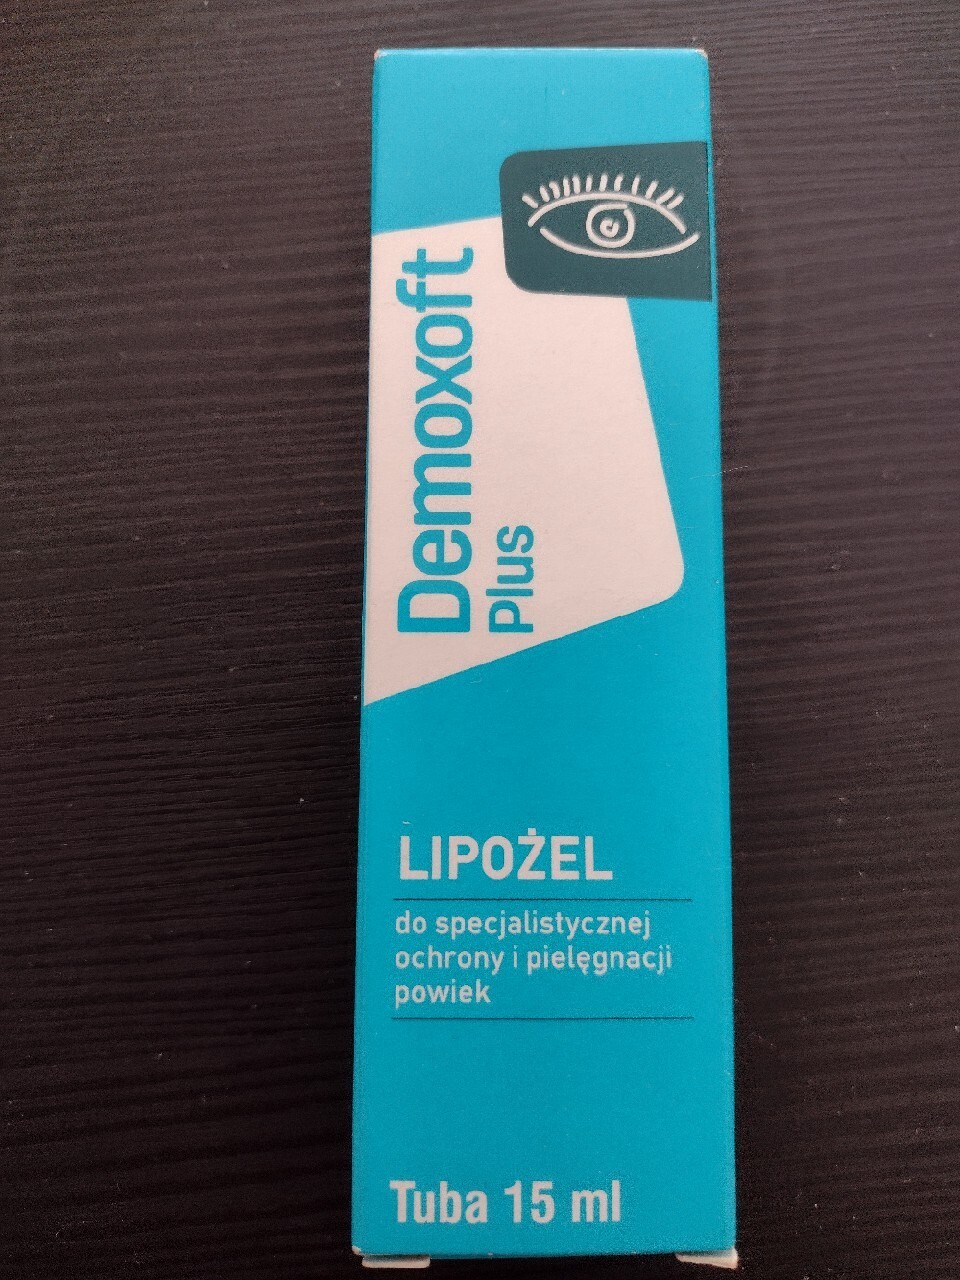 Demoxoft
Plus
LIPOŻEL
do specjalistycznej
ochrony i pielęgnacji
powiek
Tuba 15 ml